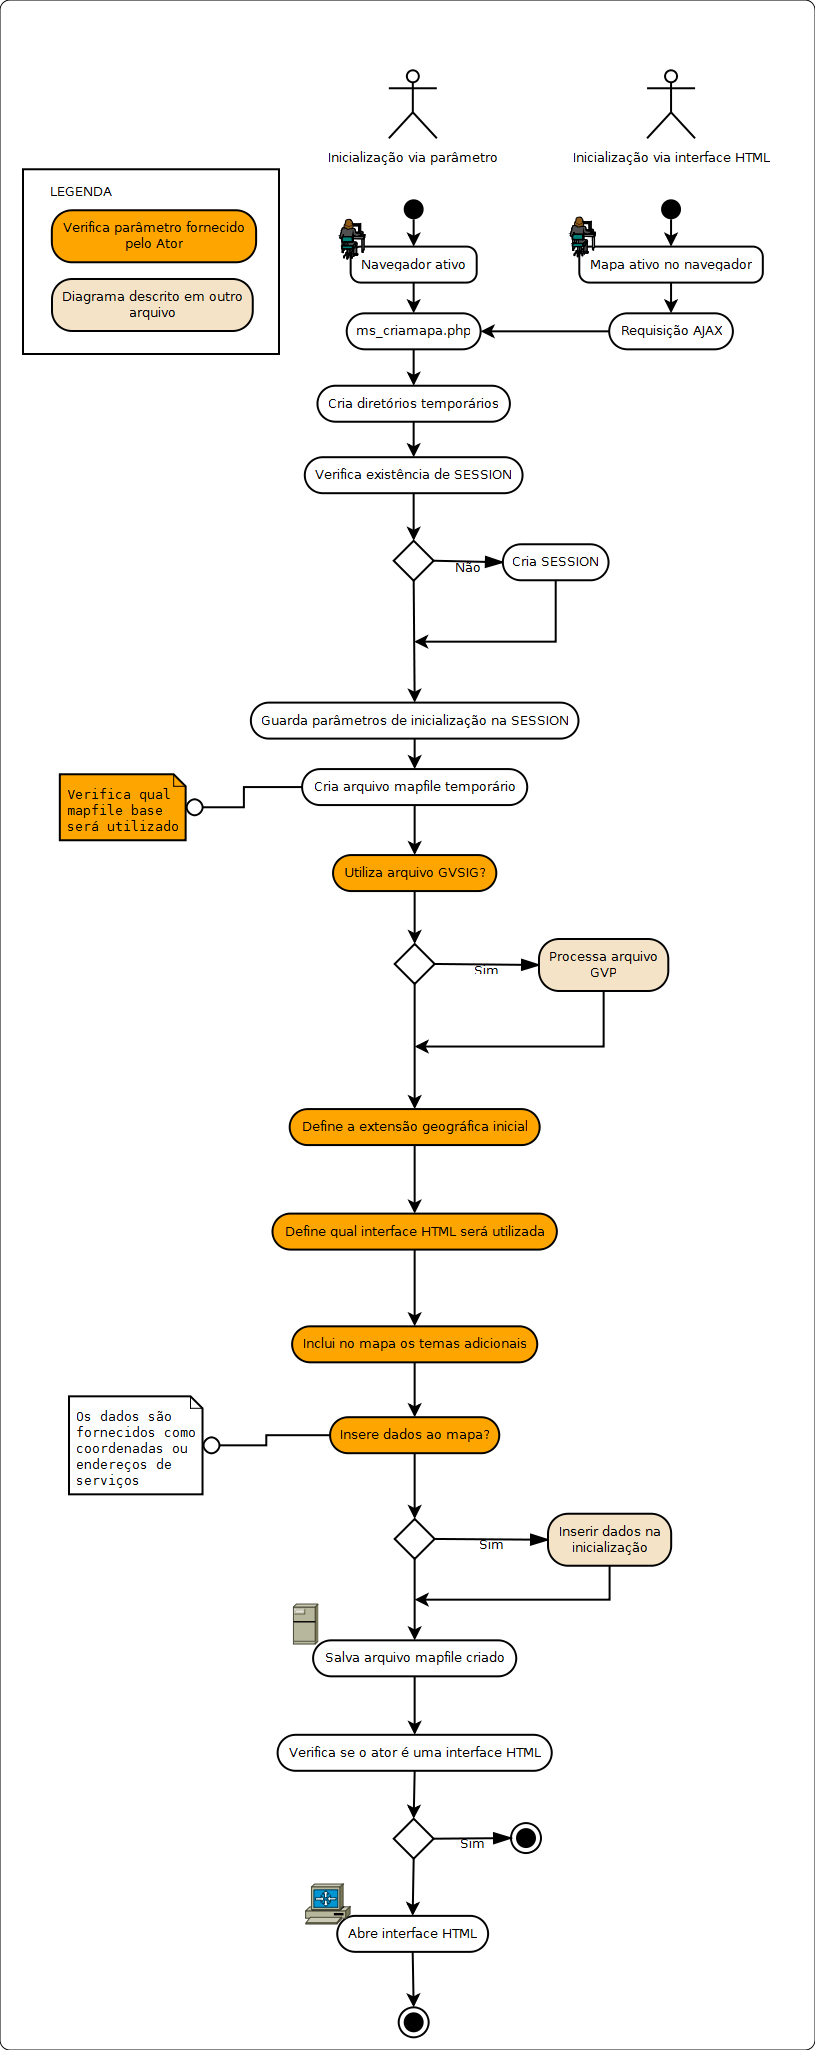 Inicialização via parâmetro
Inicialização via interface HTML
LEGENDA
Verifica parâmetro fornecido
pelo Ator
Diagrama descrito em outro
arquivo
Navegador ativo
Mapa ativo no navegador
ms_criamapa.php
Requisição AJAX
Cria diretórios temporários
Verifica existência de SESSION
Não
Cria SESSION
Guarda parâmetros de inicialização na SESSION
Cria arquivo mapfile temporário
Verifica qual
mapfile base
será utilizado
Utiliza arquivo GVSIG?
Sim
Processa arquivo
GVP
Define a extensão geográfica inicial
Define qual interface HTML será utilizada
Inclui no mapa os temas adicionais
Os dados são
fornecidos como
coordenadas ou
endereços de
serviços
Insere dados ao mapa?
Sim
Inserir dados na
inicialização
Salva arquivo mapfile criado
Verifica se o ator é uma interface HTML
Sim
Abre interface HTML